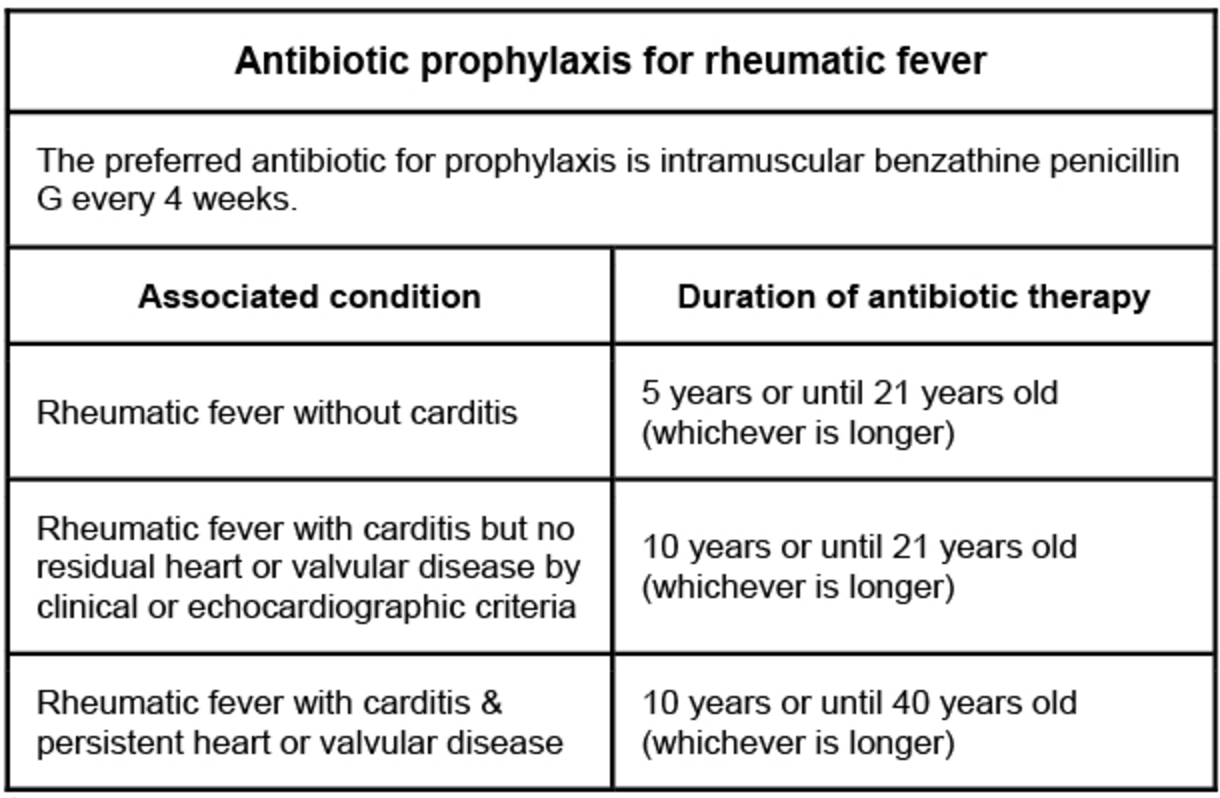 Antibiotic prophylaxis for rheumatic fever
The preferred antibiotic for prophylaxis is intramuscular benzathine penicillin
G every 4 weeks.
Associated condition
Duration of antibiotic therapy
Rheumatic fever without carditis
5 years or until 21 years old
(whichever is longer)
Rheumatic fever with carditis but no
residual heart or valvular disease by
clinical or echocardiographic criteria
10 years or until 21 years old
(whichever is longer)
Rheumatic fever with carditis &
persistent heart or valvular disease
10 years or until 40 years old
(whichever is longer)